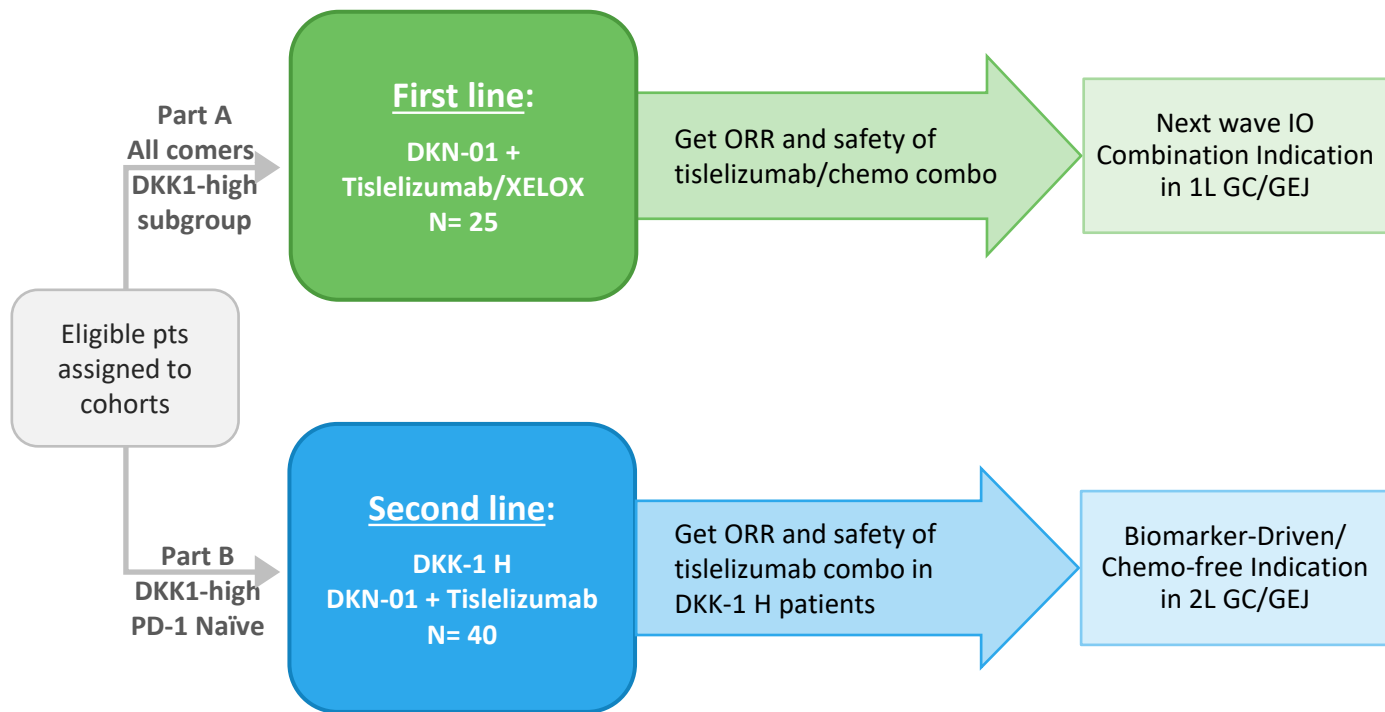 Part A
All comers
DKK1-high
subgroup
First line:
DKN-01 +
Tislelizumab/XELOX
N= 25
Get ORR and safety of
tislelizumab/chemo combo
Next wave IO
Combination Indication
in 1L GC/GEJ
Eligible pts
assigned to
cohorts
Part B
DKK1-high
PD-1 Naïve
Second line:
DKK-1 H
DKN-01 + Tislelizumab
N= 40
Get ORR and safety of
tislelizumab combo in
DKK-1 H patients
Biomarker-Driven/
Chemo-free Indication
in 2L GC/GEJ